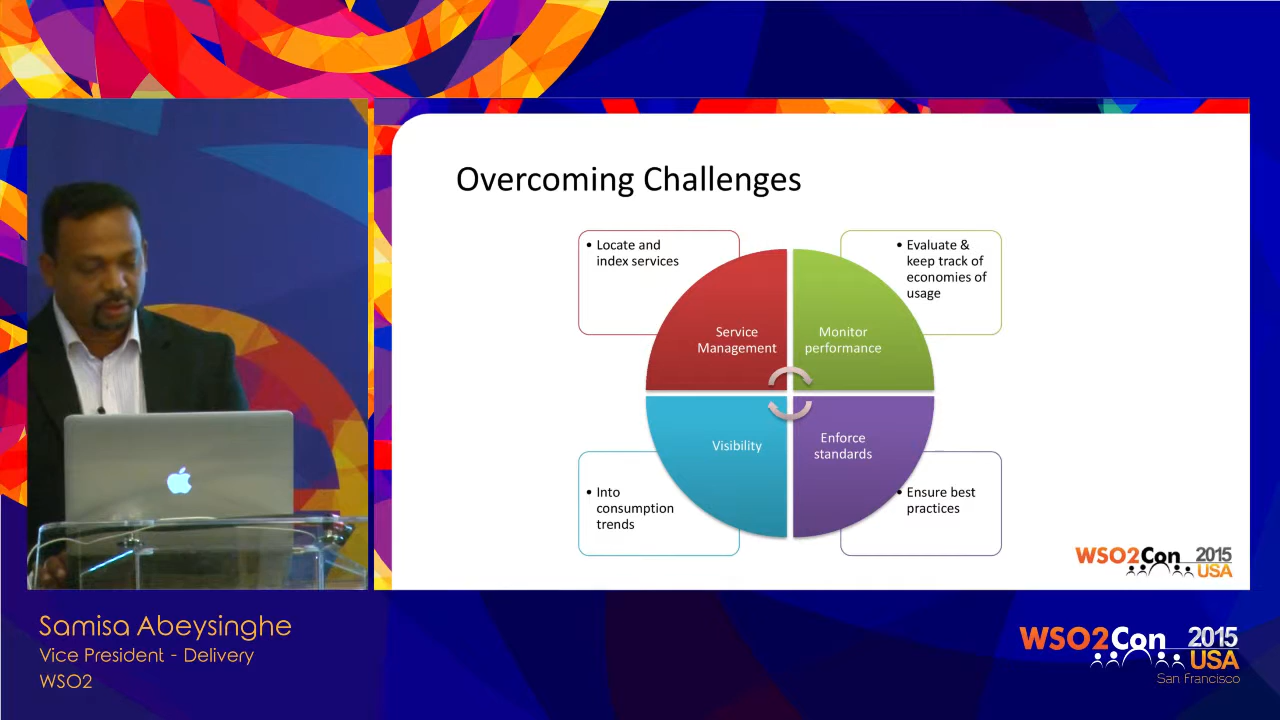 Overcoming Challenges
• Locate and
index services
• Evaluate &
keep track of
economies of
usage
Service
Management
Monitor
performance
Visibility
Enforce
standards
• Into
consumption
trends
• Ensure best
practices
WSO2Con 2015
USA
Samisa Abeysinghe
Vice President - Delivery
WSO2
WSO2Con 2015
USA
San Francisco